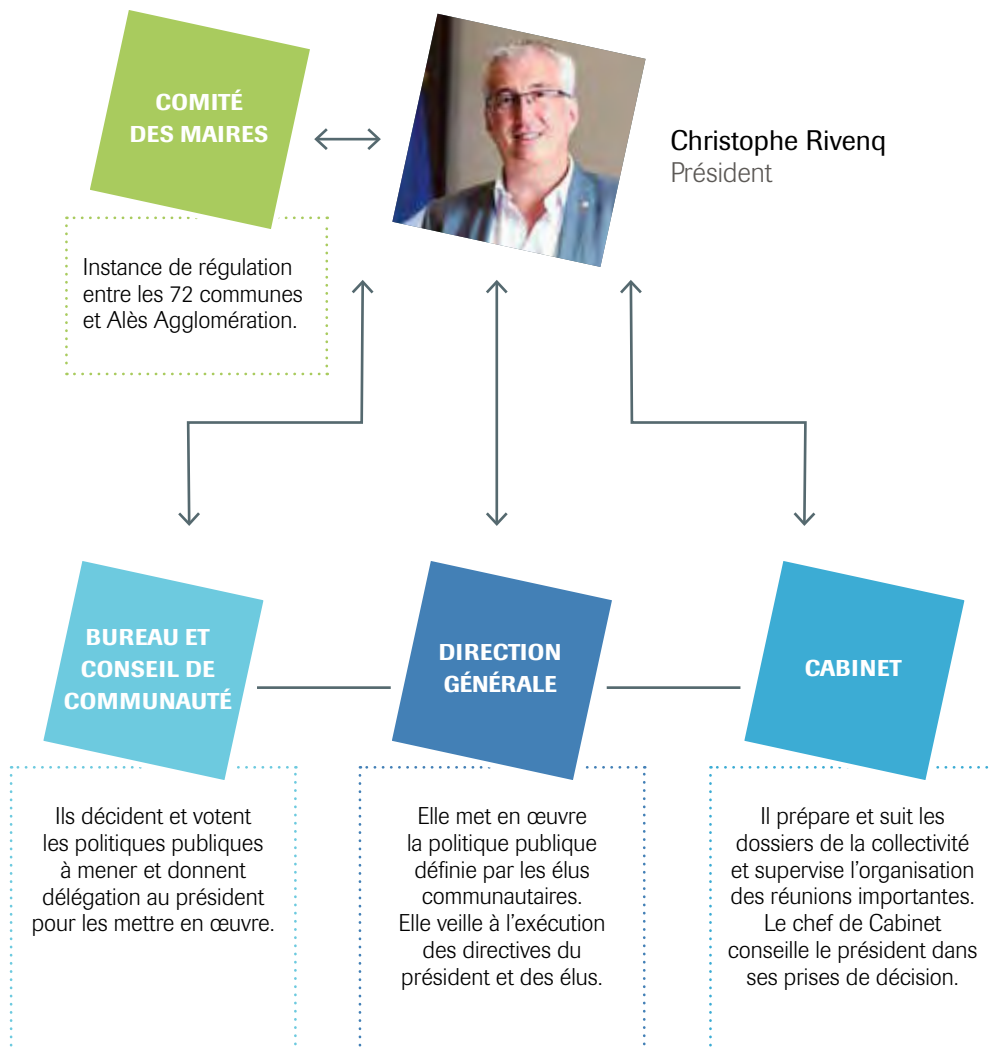 COMITÉ
DES MAIRES
Christophe Rivenq
Président
Instance de régulation
entre les 72 communes
et Alès Agglomération.
BUREAU ET
CONSEIL DE
COMMUNAUTÉ
DIRECTION
GÉNÉRALE
CABINET
Ils décident et votent
les politiques publiques
à mener et donnent
délégation au président
pour les mettre en œuvre.
Elle met en œuvre
la politique publique
définie par les élus
communautaires.
Elle veille à l’exécution
des directives du
président et des élus.
Il prépare et suit les
dossiers de la collectivité
et supervise l’organisation
des réunions importantes.
Le chef de Cabinet
conseille le président dans
ses prises de décision.